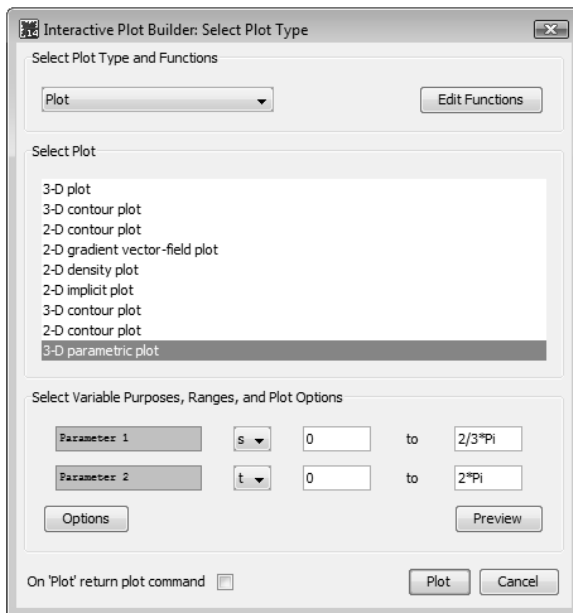 Interactive Plot Builder: Select Plot Type
Select Plot Type and Functions
Plot
Edit Functions
Select Plot
3-D plot
3-D contour plot
2-D contour plot
2-D gradient vector-field plot
2-D density plot
2-D implicit plot
3-D contour plot
2-D contour plot
3-D parametric plot
Select Variable Purposes, Ranges, and Plot Options
Parameter 1 s 0 to 2/3*Pi
Parameter 2 t 0 to 2*Pi
Options Preview
On 'Plot' return plot command Plot Cancel